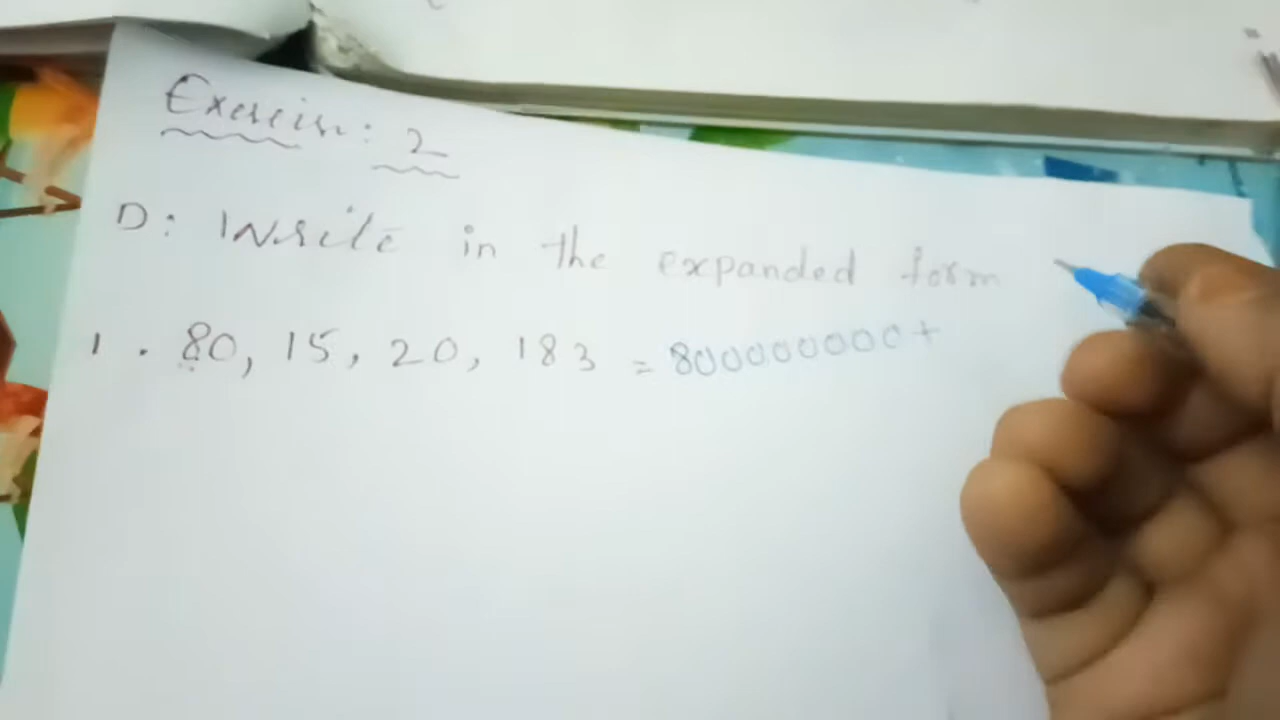 Exercise: 2
D: Write in the expanded form
1. 80, 15, 20, 183 = 800000000+